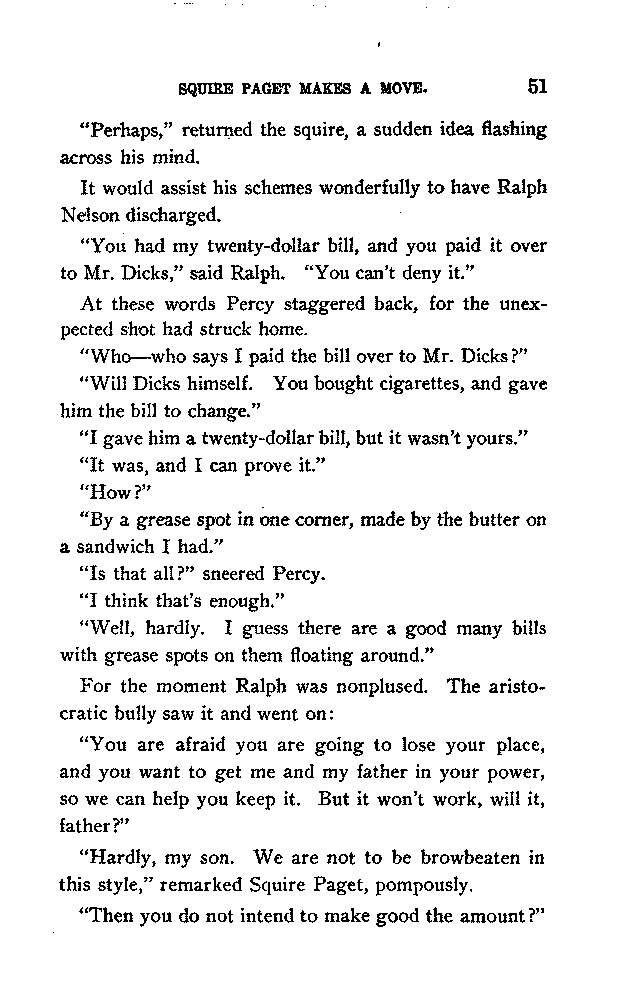 SQUIRE PAGET MAKES A MOVE. 51
"Perhaps," returned the squire, a sudden idea flashing
across his mind.
It would assist his schemes wonderfully to have Ralph
Nelson discharged.
"You had my twenty-dollar bill, and you paid it over
to Mr. Dicks," said Ralph. "You can't deny it."
At these words Percy staggered back, for the unex-
pected shot had struck home.
"Who—who says I paid the bill over to Mr. Dicks?"
"Will Dicks himself. You bought cigarettes, and gave
him the bill to change."
"I gave him a twenty-dollar bill, but it wasn't yours."
"It was, and I can prove it."
"How?"
"By a grease spot in one corner, made by the butter on
a sandwich I had."
"Is that all?" sneered Percy.
"I think that's enough."
"Well, hardly. I guess there are a good many bills
with grease spots on them floating around."
For the moment Ralph was nonplused. The aristo-
cratic bully saw it and went on:
"You are afraid you are going to lose your place,
and you want to get me and my father in your power,
so we can help you keep it. But it won't work, will it,
father?"
"Hardly, my son. We are not to be browbeaten in
this style," remarked Squire Paget, pompously.
"Then you do not intend to make good the amount?"